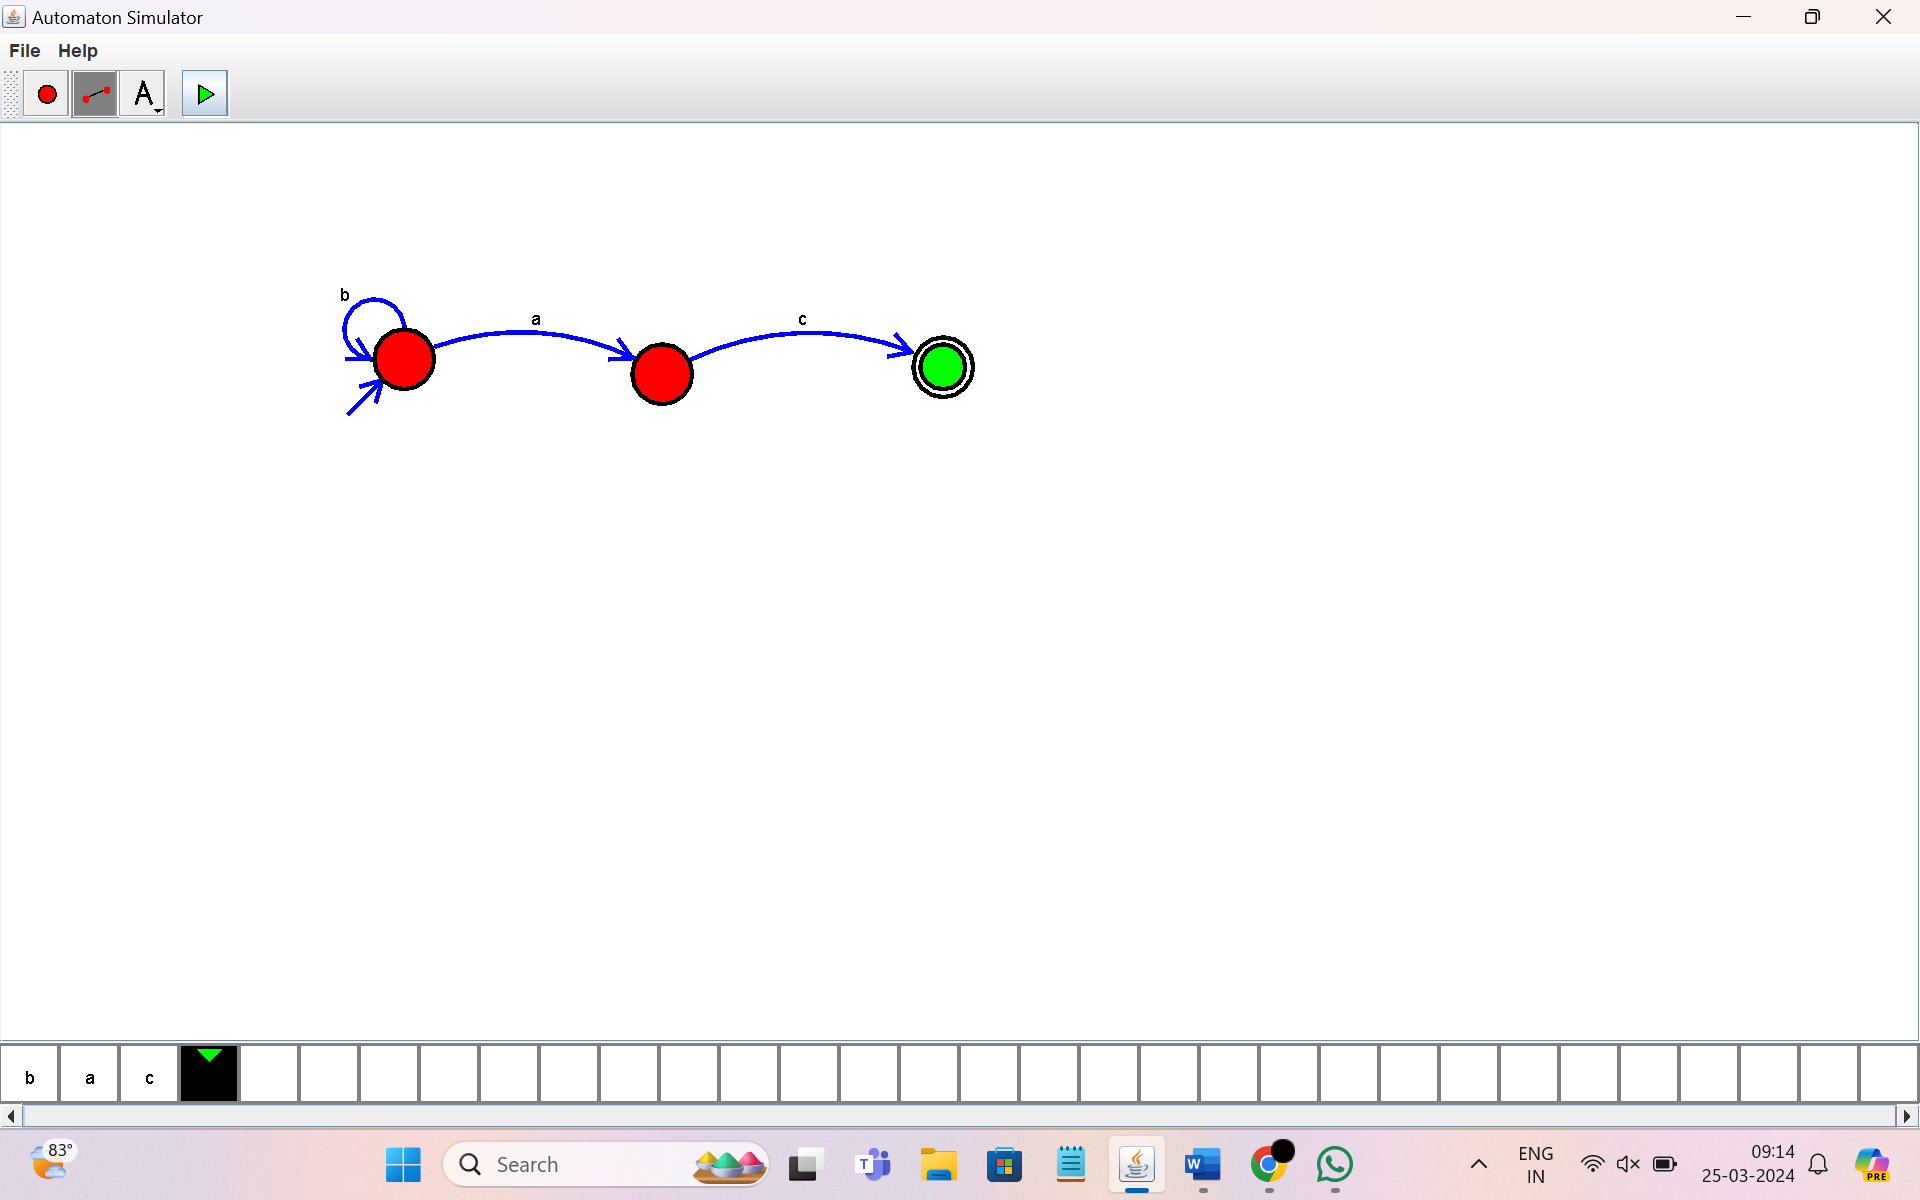 Automaton Simulator
File Help
A
b
a
c
b a c
83°
Search
ENG
IN
09:14
25-03-2024
PRE